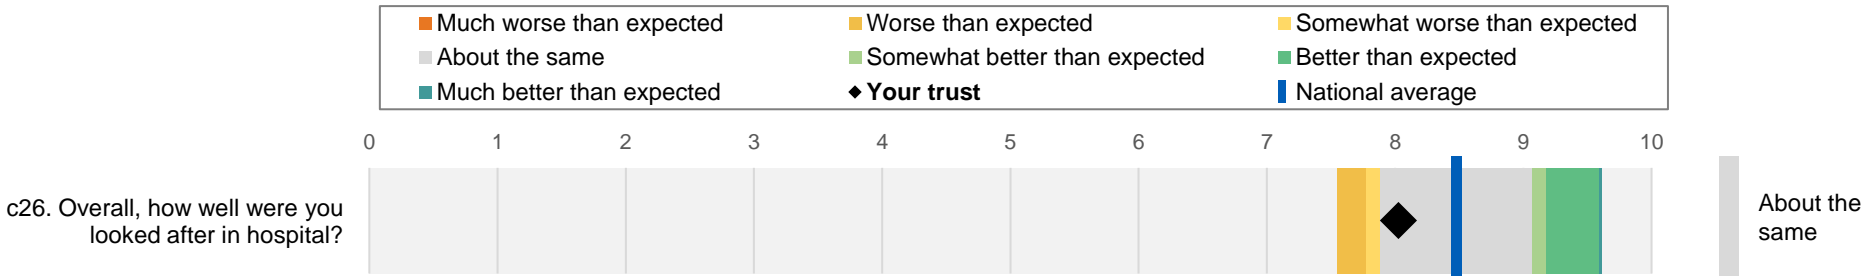 Much worse than expected
Worse than expected
Somewhat worse than expected
About the same
Somewhat better than expected
Better than expected
Much better than expected
Your trust
National average
0 1 2 3 4 5 6 7 8 9 10
c26. Overall, how well were you
looked after in hospital?
About the
same